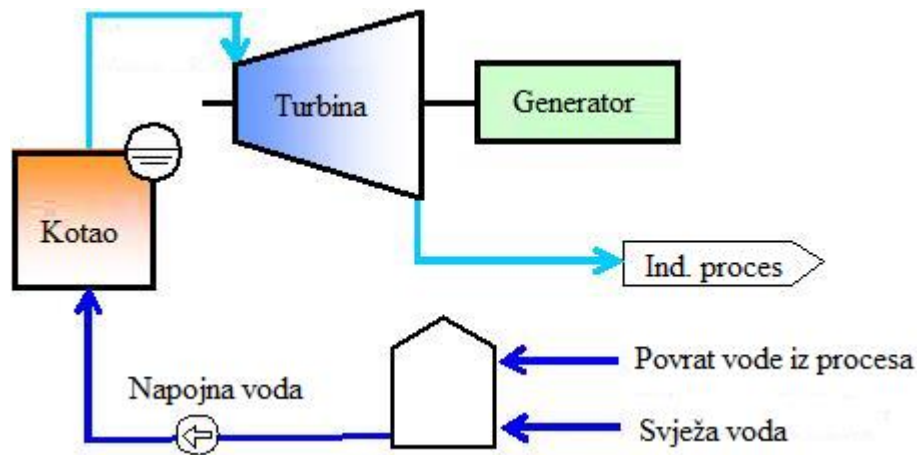 Turbina
Generator
Kotao
Ind. proces
Napojna voda
Povrat vode iz procesa
Svježa voda